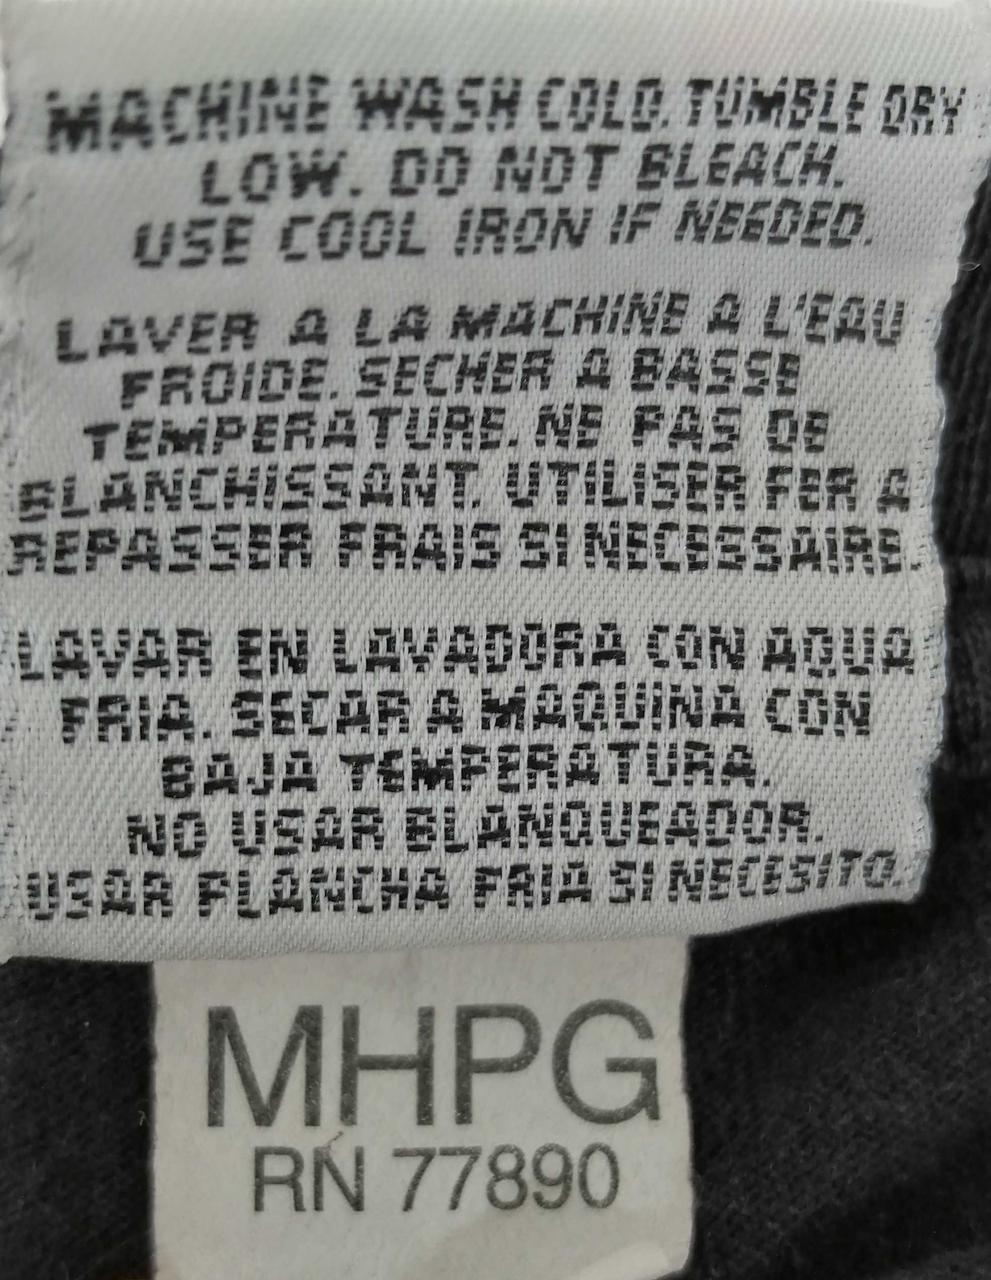 MACHINE WASH COLD. TUMBLE DRY
LOW. DO NOT BLEACH.
USE COOL IRON IF NEEDED.
LAVER A LA MACHINE A L'EAU
FROIDE. SECHER A BASSE
TEMPERATURE. NE PAS DE
BLANCHISSANT. UTILISER FER A
REPASSER FRAIS SI NECESSAIRE.
LAVAR EN LAVADORA CON AQUA
FRIA. SECAR A MAQUINA CON
BAJA TEMPERATURA.
NO USAR BLANQUEADOR.
USAR PLANCHA FRIA SI NECESITO.
MHPG
RN 77890